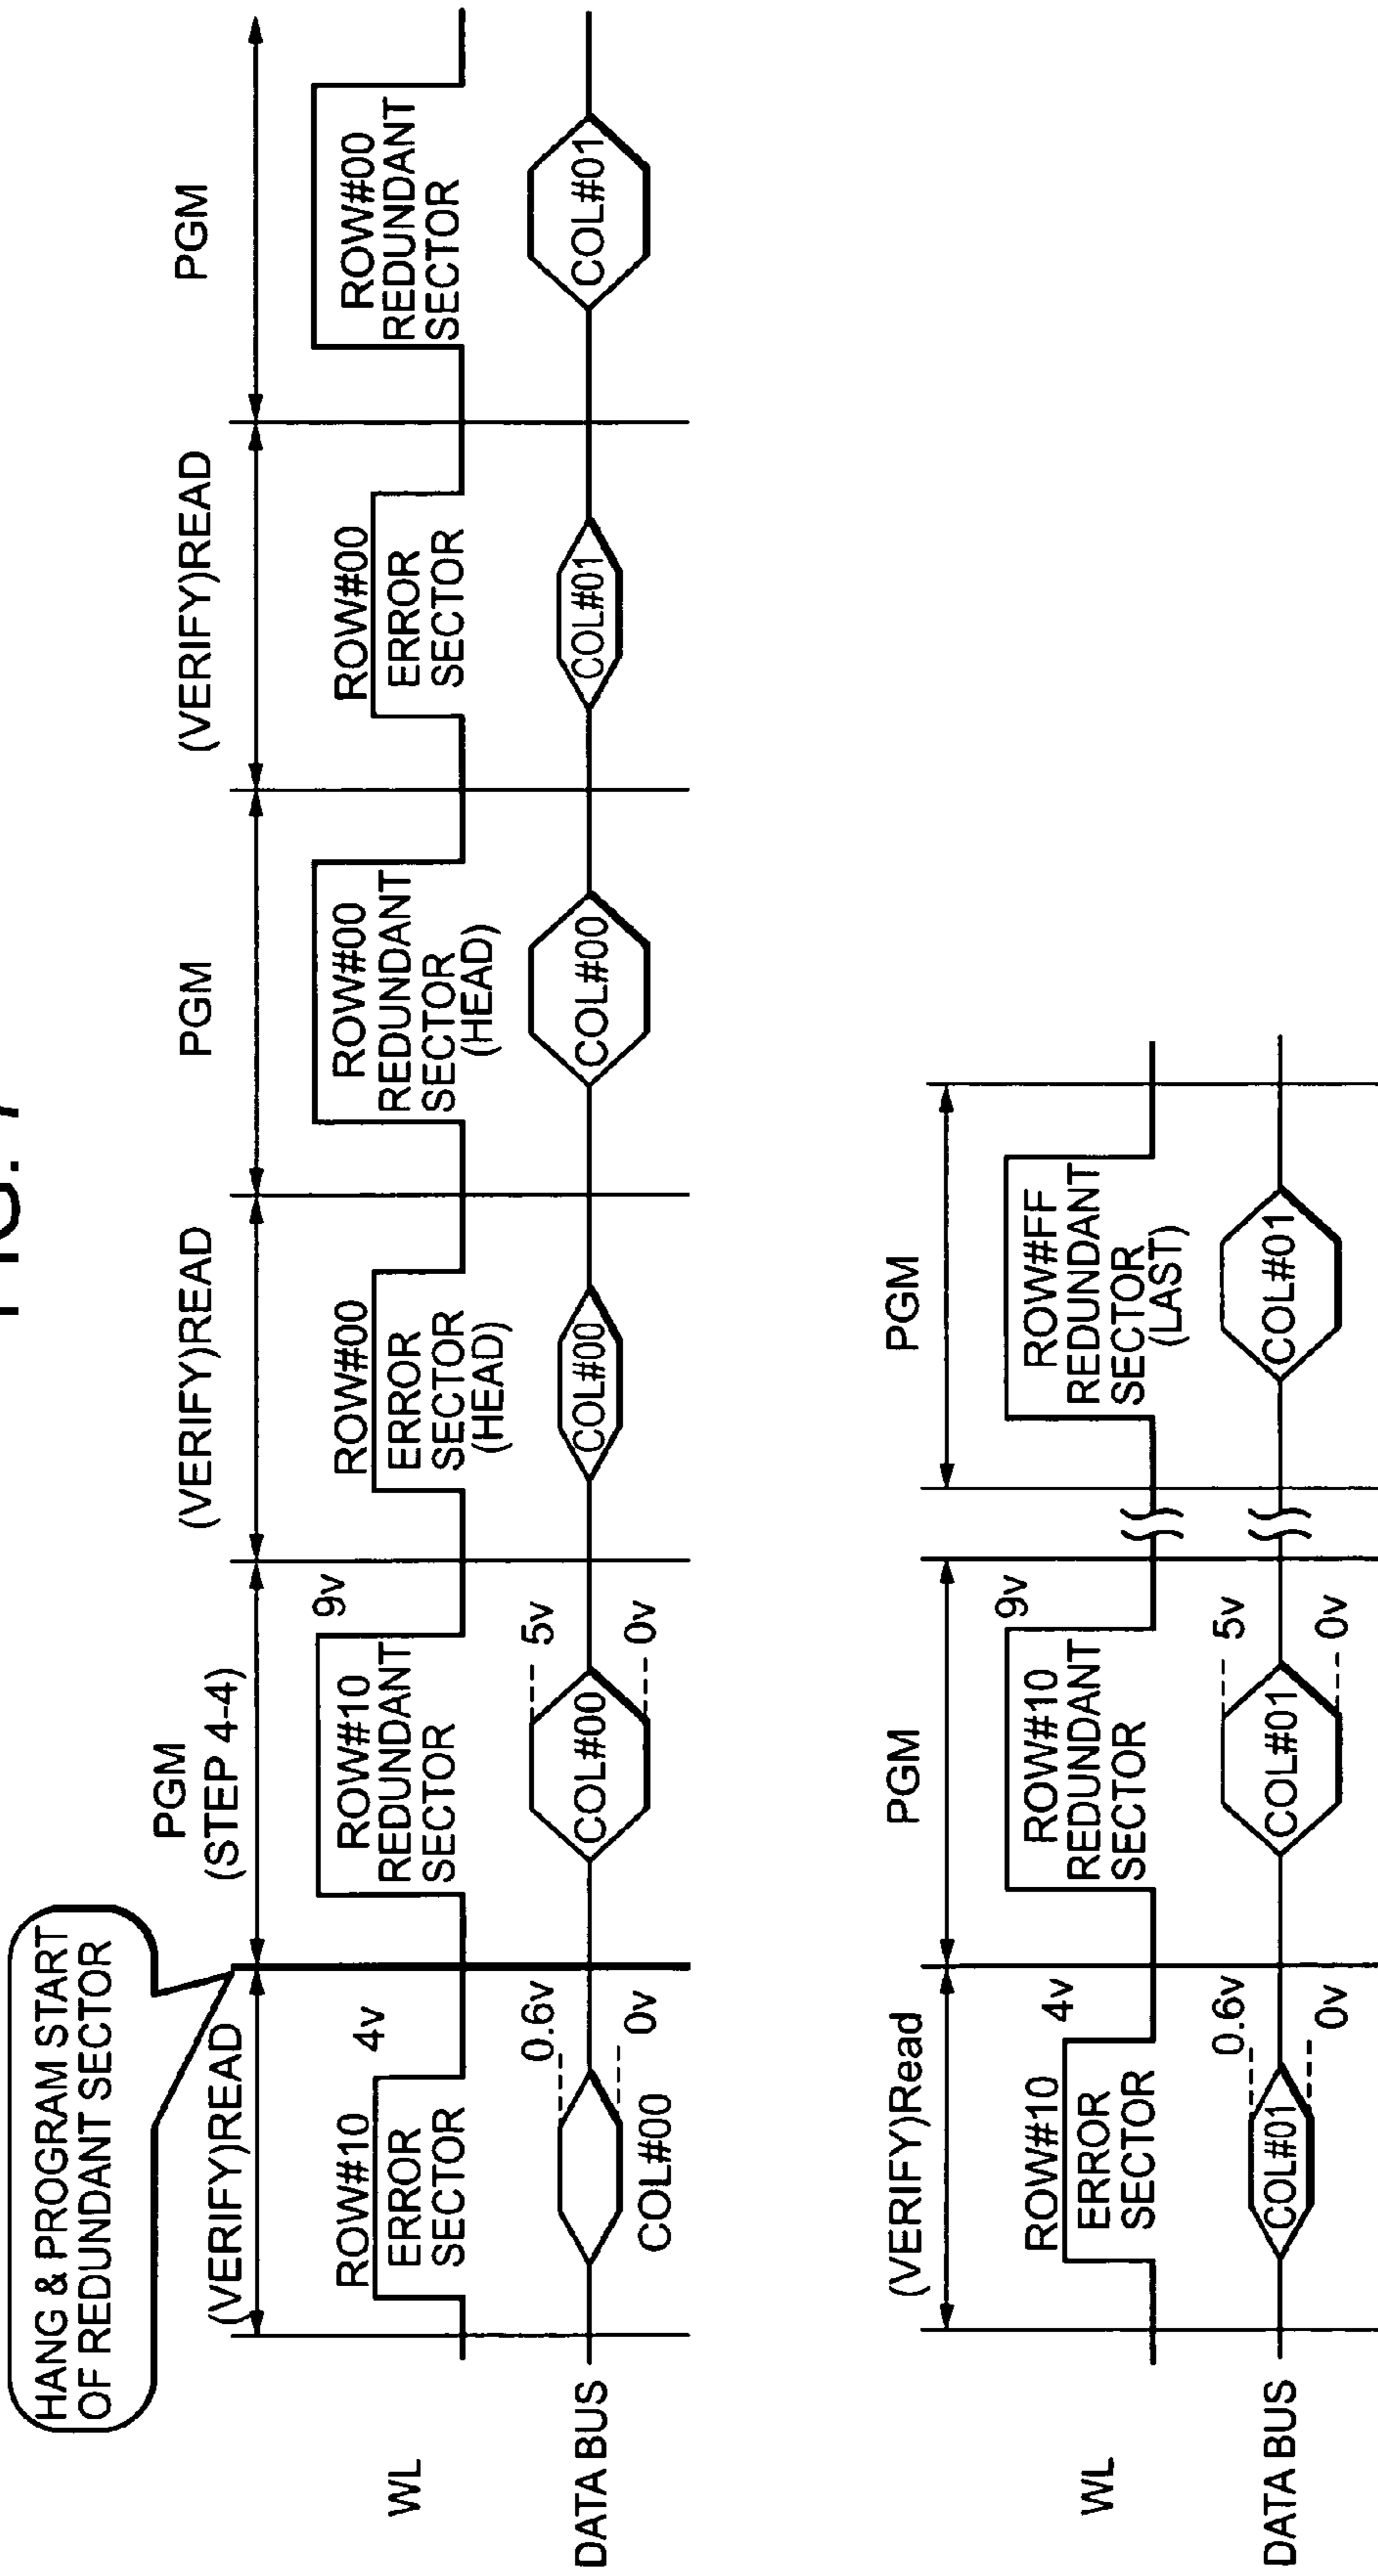 FIG. 7
HANG & PROGRAM START
OF REDUNDANT SECTOR
(VERIFY)READ
PGM
(STEP 4-4)
(VERIFY)READ
PGM
(VERIFY)READ
PGM
WL
ROW#10
ERROR
SECTOR
4v
ROW#10
REDUNDANT
SECTOR
9v
ROW#00
ERROR
SECTOR
(HEAD)
ROW#00
REDUNDANT
SECTOR
(HEAD)
ROW#00
ERROR
SECTOR
ROW#00
REDUNDANT
SECTOR
DATA BUS
0.6v
0v
COL#00
COL#00
5v
0v
COL#00
COL#00
COL#01
COL#01
(VERIFY)Read
PGM
PGM
WL
ROW#10
ERROR
SECTOR
4v
ROW#10
REDUNDANT
SECTOR
9v
ROW#FF
REDUNDANT
SECTOR
(LAST)
DATA BUS
COL#01
0.6v
0v
COL#01
5v
0v
COL#01